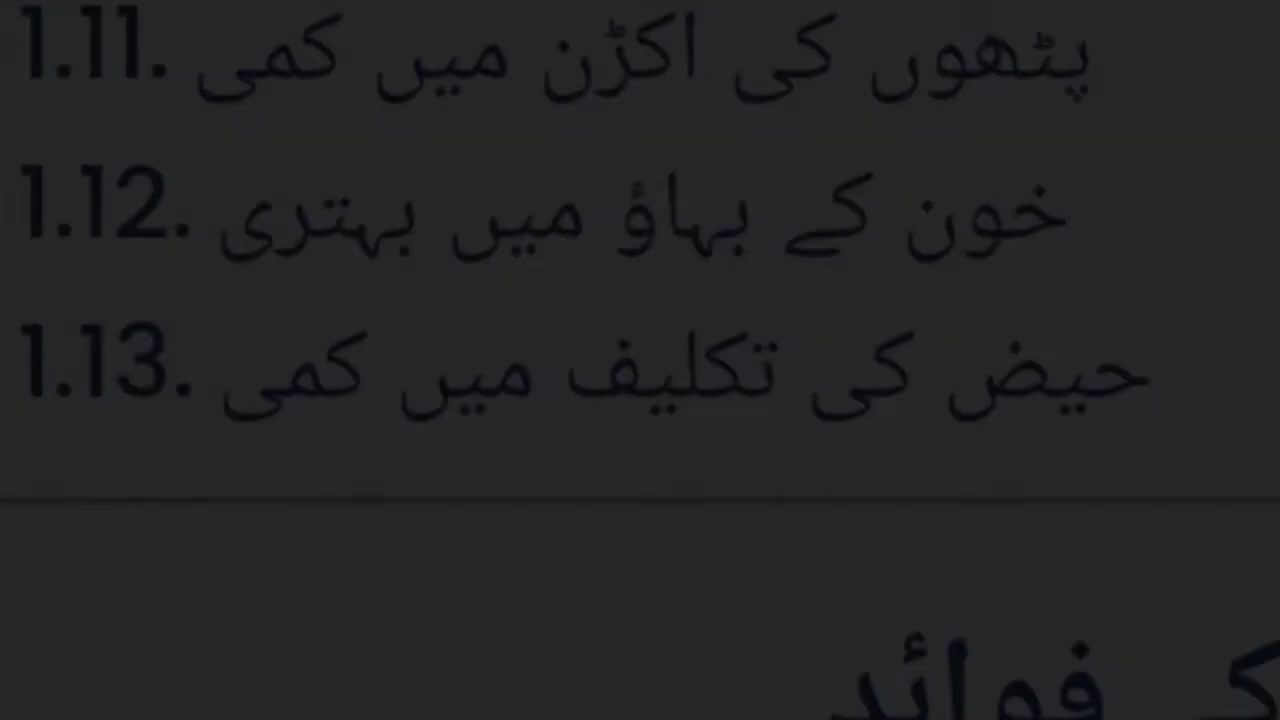 1.11. پٹھوں کی اکڑن میں کمی
1.12. خون کے بہاؤ میں بہتری
1.13. حیض کی تکلیف میں کمی
کے فوائد